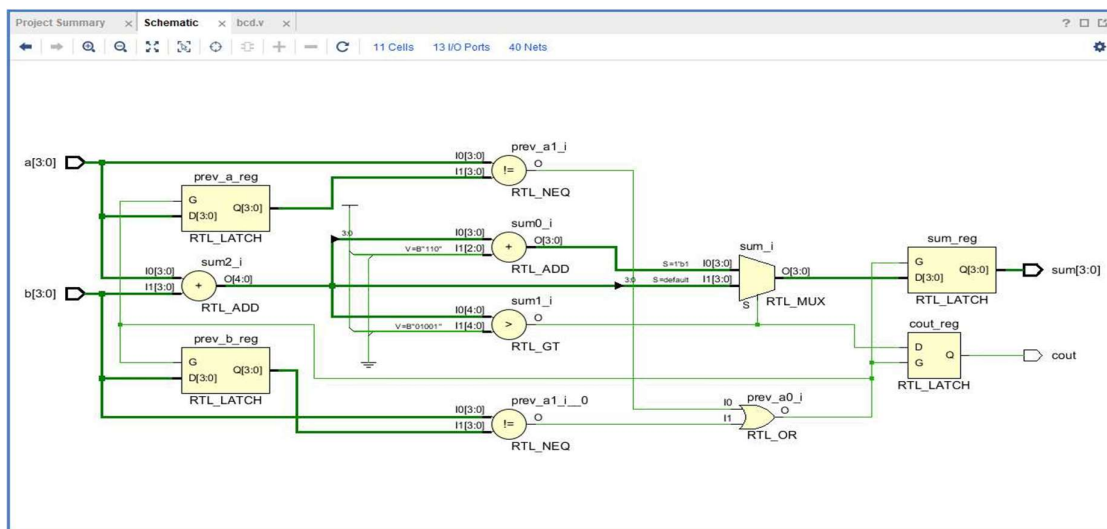 Project Summary × Schematic × bcd.v × ?
11 Cells 13 I/O Ports 40 Nets
a[3:0]
prev_a_reg
G
D[3:0]
Q[3:0]
RTL_LATCH
prev_a1_i
I0[3:0]
I1[3:0]
!=
O
RTL_NEQ
sum2_i
I0[3:0]
I1[3:0]
+
O[4:0]
RTL_ADD
b[3:0]
3:0
V=B"110"
sum0_i
I0[3:0]
I1[2:0]
+
O[3:0]
RTL_ADD
V=B"01001"
sum1_i
I0[4:0]
I1[4:0]
>
O
RTL_GT
prev_b_reg
G
D[3:0]
Q[3:0]
RTL_LATCH
prev_a1_i__0
I0[3:0]
I1[3:0]
!=
O
RTL_NEQ
3:0
S=1'b1
S=default
sum_i
I0[3:0]
I1[3:0]
S
O[3:0]
RTL_MUX
prev_a0_i
I0
I1
O
RTL_OR
sum_reg
G
D[3:0]
Q[3:0]
RTL_LATCH
sum[3:0]
cout_reg
D
G
Q
RTL_LATCH
cout